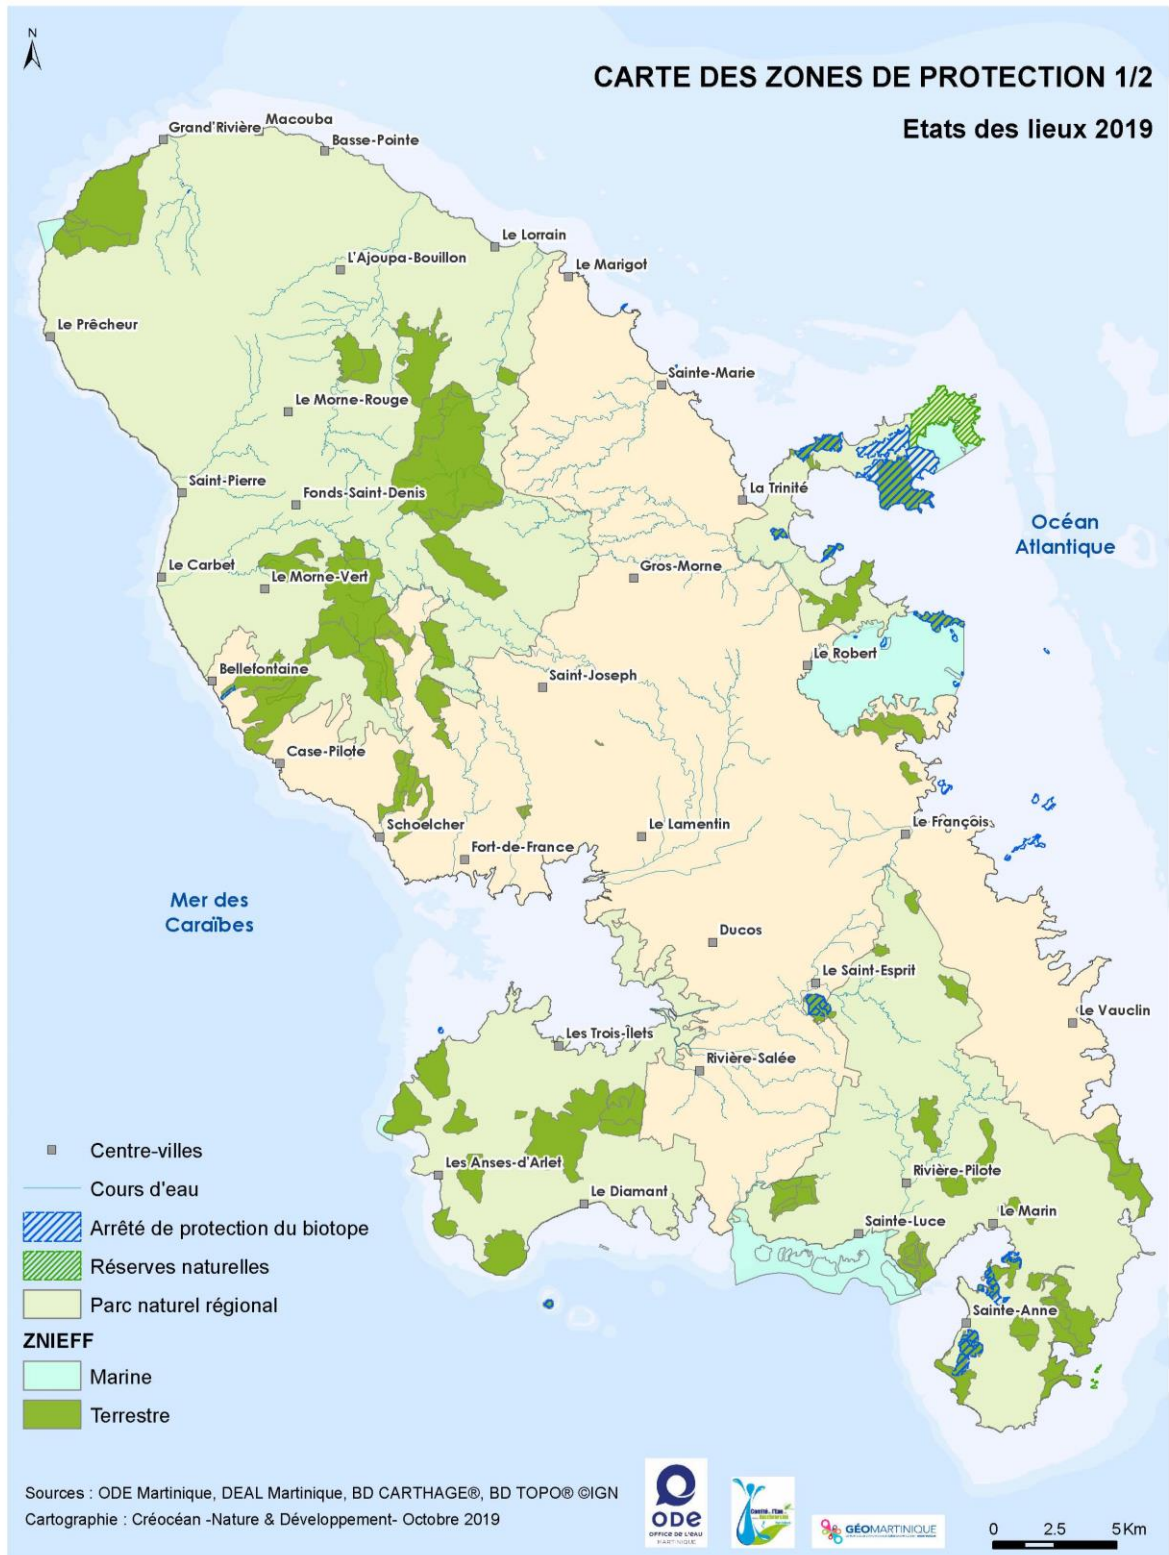 N
CARTE DES ZONES DE PROTECTION 1/2
Etats des lieux 2019
Grand'Rivière
Macouba
Basse-Pointe
Le Lorrain
L'Ajoupa-Bouillon
Le Marigot
Le Prêcheur
Sainte-Marie
Le Morne-Rouge
Saint-Pierre
Fonds-Saint-Denis
La Trinité
Océan
Atlantique
Le Carbet
Le Morne-Vert
Gros-Morne
Le Robert
Bellefontaine
Saint-Joseph
Case-Pilote
Schoelcher
Le Lamentin
Le François
Fort-de-France
Mer des
Caraïbes
Ducos
Le Saint-Esprit
Le Vauclin
Les Trois-Îlets
Rivière-Salée
Les Anses-d'Arlet
Rivière-Pilote
Le Diamant
Sainte-Luce
Le Marin
Sainte-Anne
Centre-villes
Cours d'eau
Arrêté de protection du biotope
Réserves naturelles
Parc naturel régional
ZNIEFF
Marine
Terrestre
Sources : ODE Martinique, DEAL Martinique, BD CARTHAGE®, BD TOPO® ©IGN
Cartographie : Créocéan -Nature & Développement- Octobre 2019
ODE
OFFICE DE L'EAU
MARTINIQUE
GÉOMARTINIQUE
0 2.5 5 Km